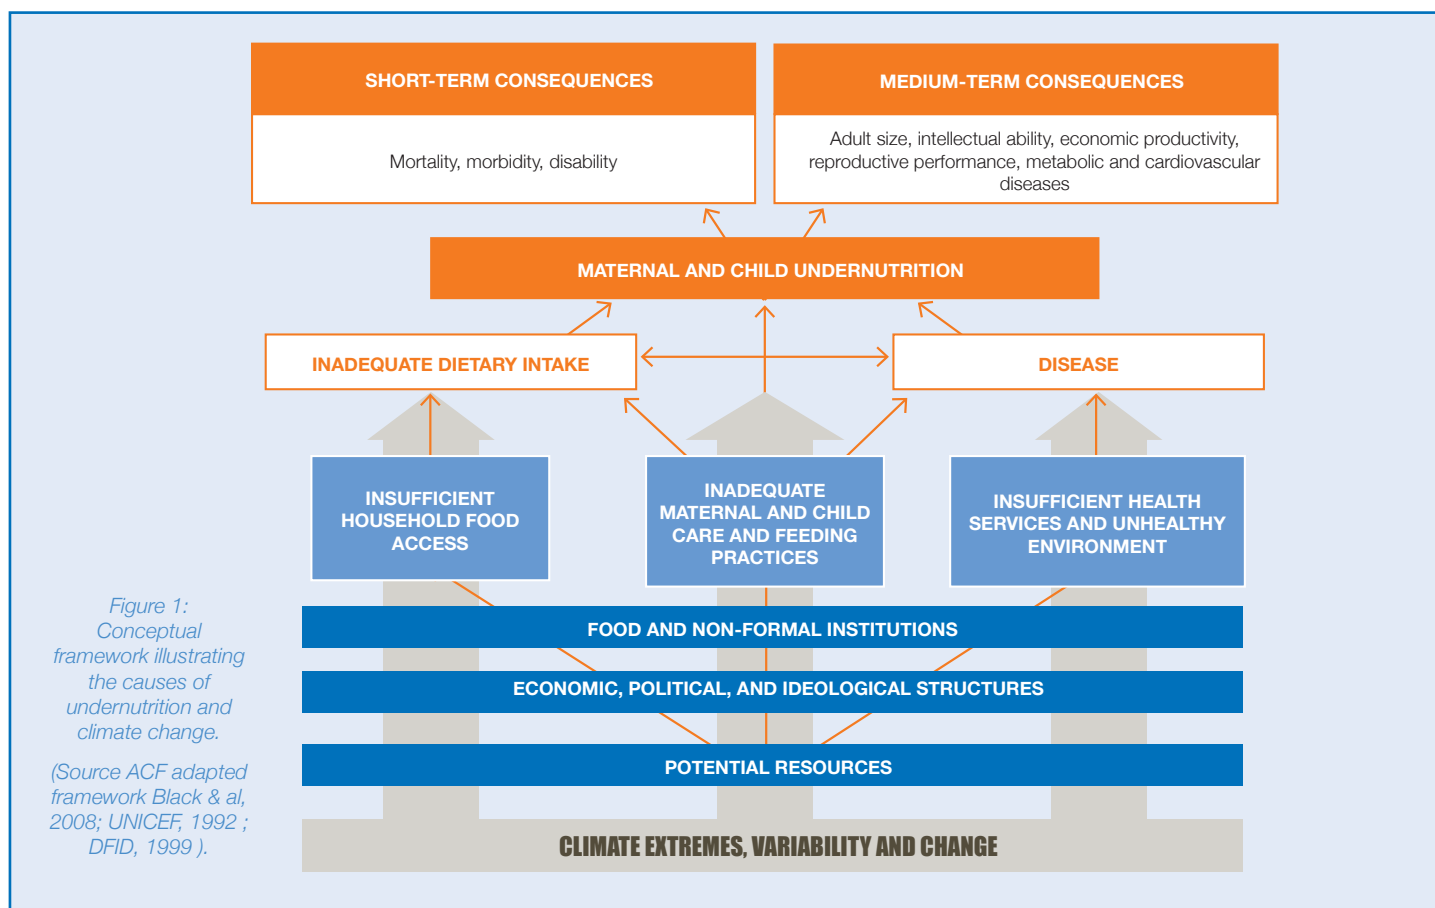 SHORT-TERM CONSEQUENCES
Mortality, morbidity, disability
MEDIUM-TERM CONSEQUENCES
Adult size, intellectual ability, economic productivity,
reproductive performance, metabolic and cardiovascular
diseases
MATERNAL AND CHILD UNDERNUTRITION
INADEQUATE DIETARY INTAKE
DISEASE
INSUFFICIENT
HOUSEHOLD FOOD
ACCESS
INADEQUATE
MATERNAL AND CHILD
CARE AND FEEDING
PRACTICES
INSUFFICIENT HEALTH
SERVICES AND UNHEALTHY
ENVIRONMENT
FOOD AND NON-FORMAL INSTITUTIONS
ECONOMIC, POLITICAL, AND IDEOLOGICAL STRUCTURES
POTENTIAL RESOURCES
CLIMATE EXTREMES, VARIABILITY AND CHANGE
Figure 1:
Conceptual
framework illustrating
the causes of
undernutrition and
climate change.
(Source ACF adapted
framework Black & al,
2008; UNICEF, 1992 ;
DFID, 1999 ).